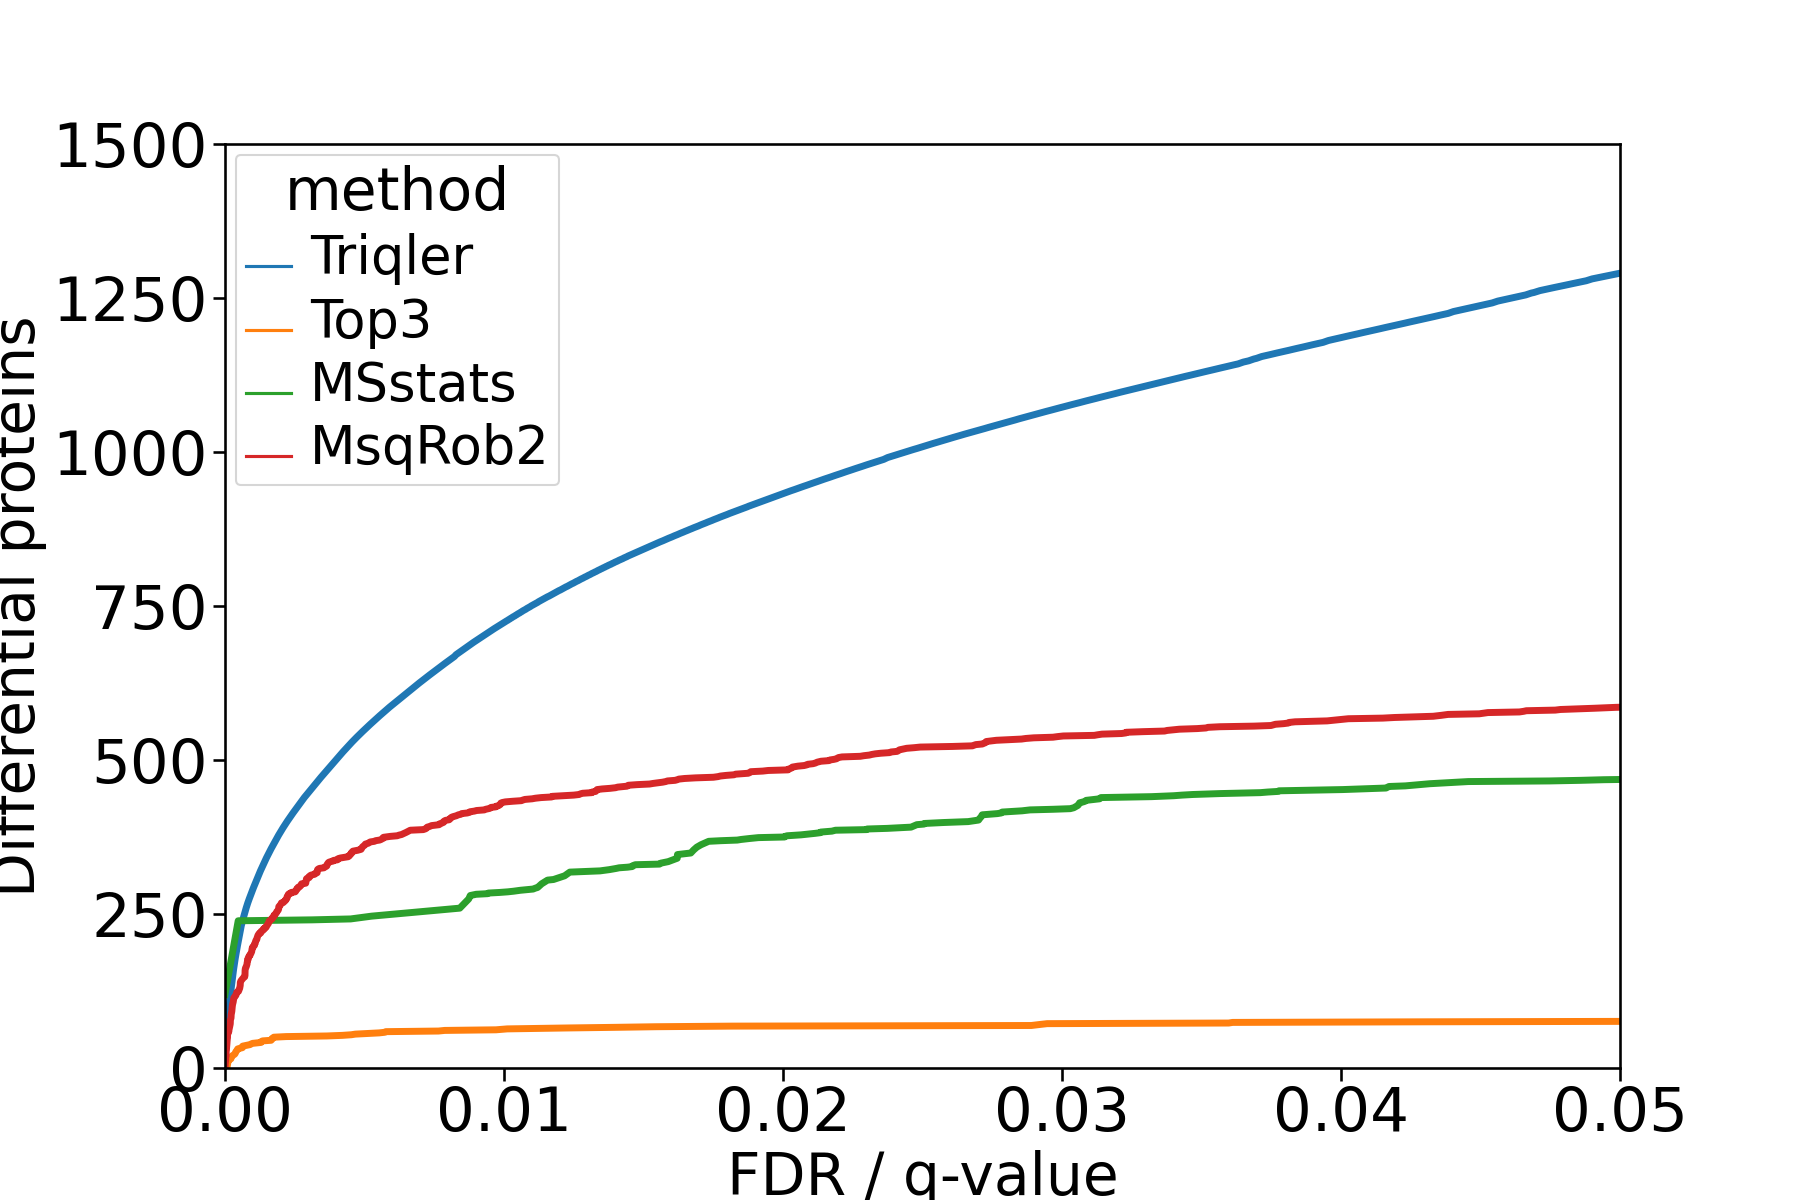 1500
1250
1000
750
500
250
0
Differential proteins
method
Triqler
Top3
MSstats
MsqRob2
0.00 0.01 0.02 0.03 0.04 0.05
FDR / q-value